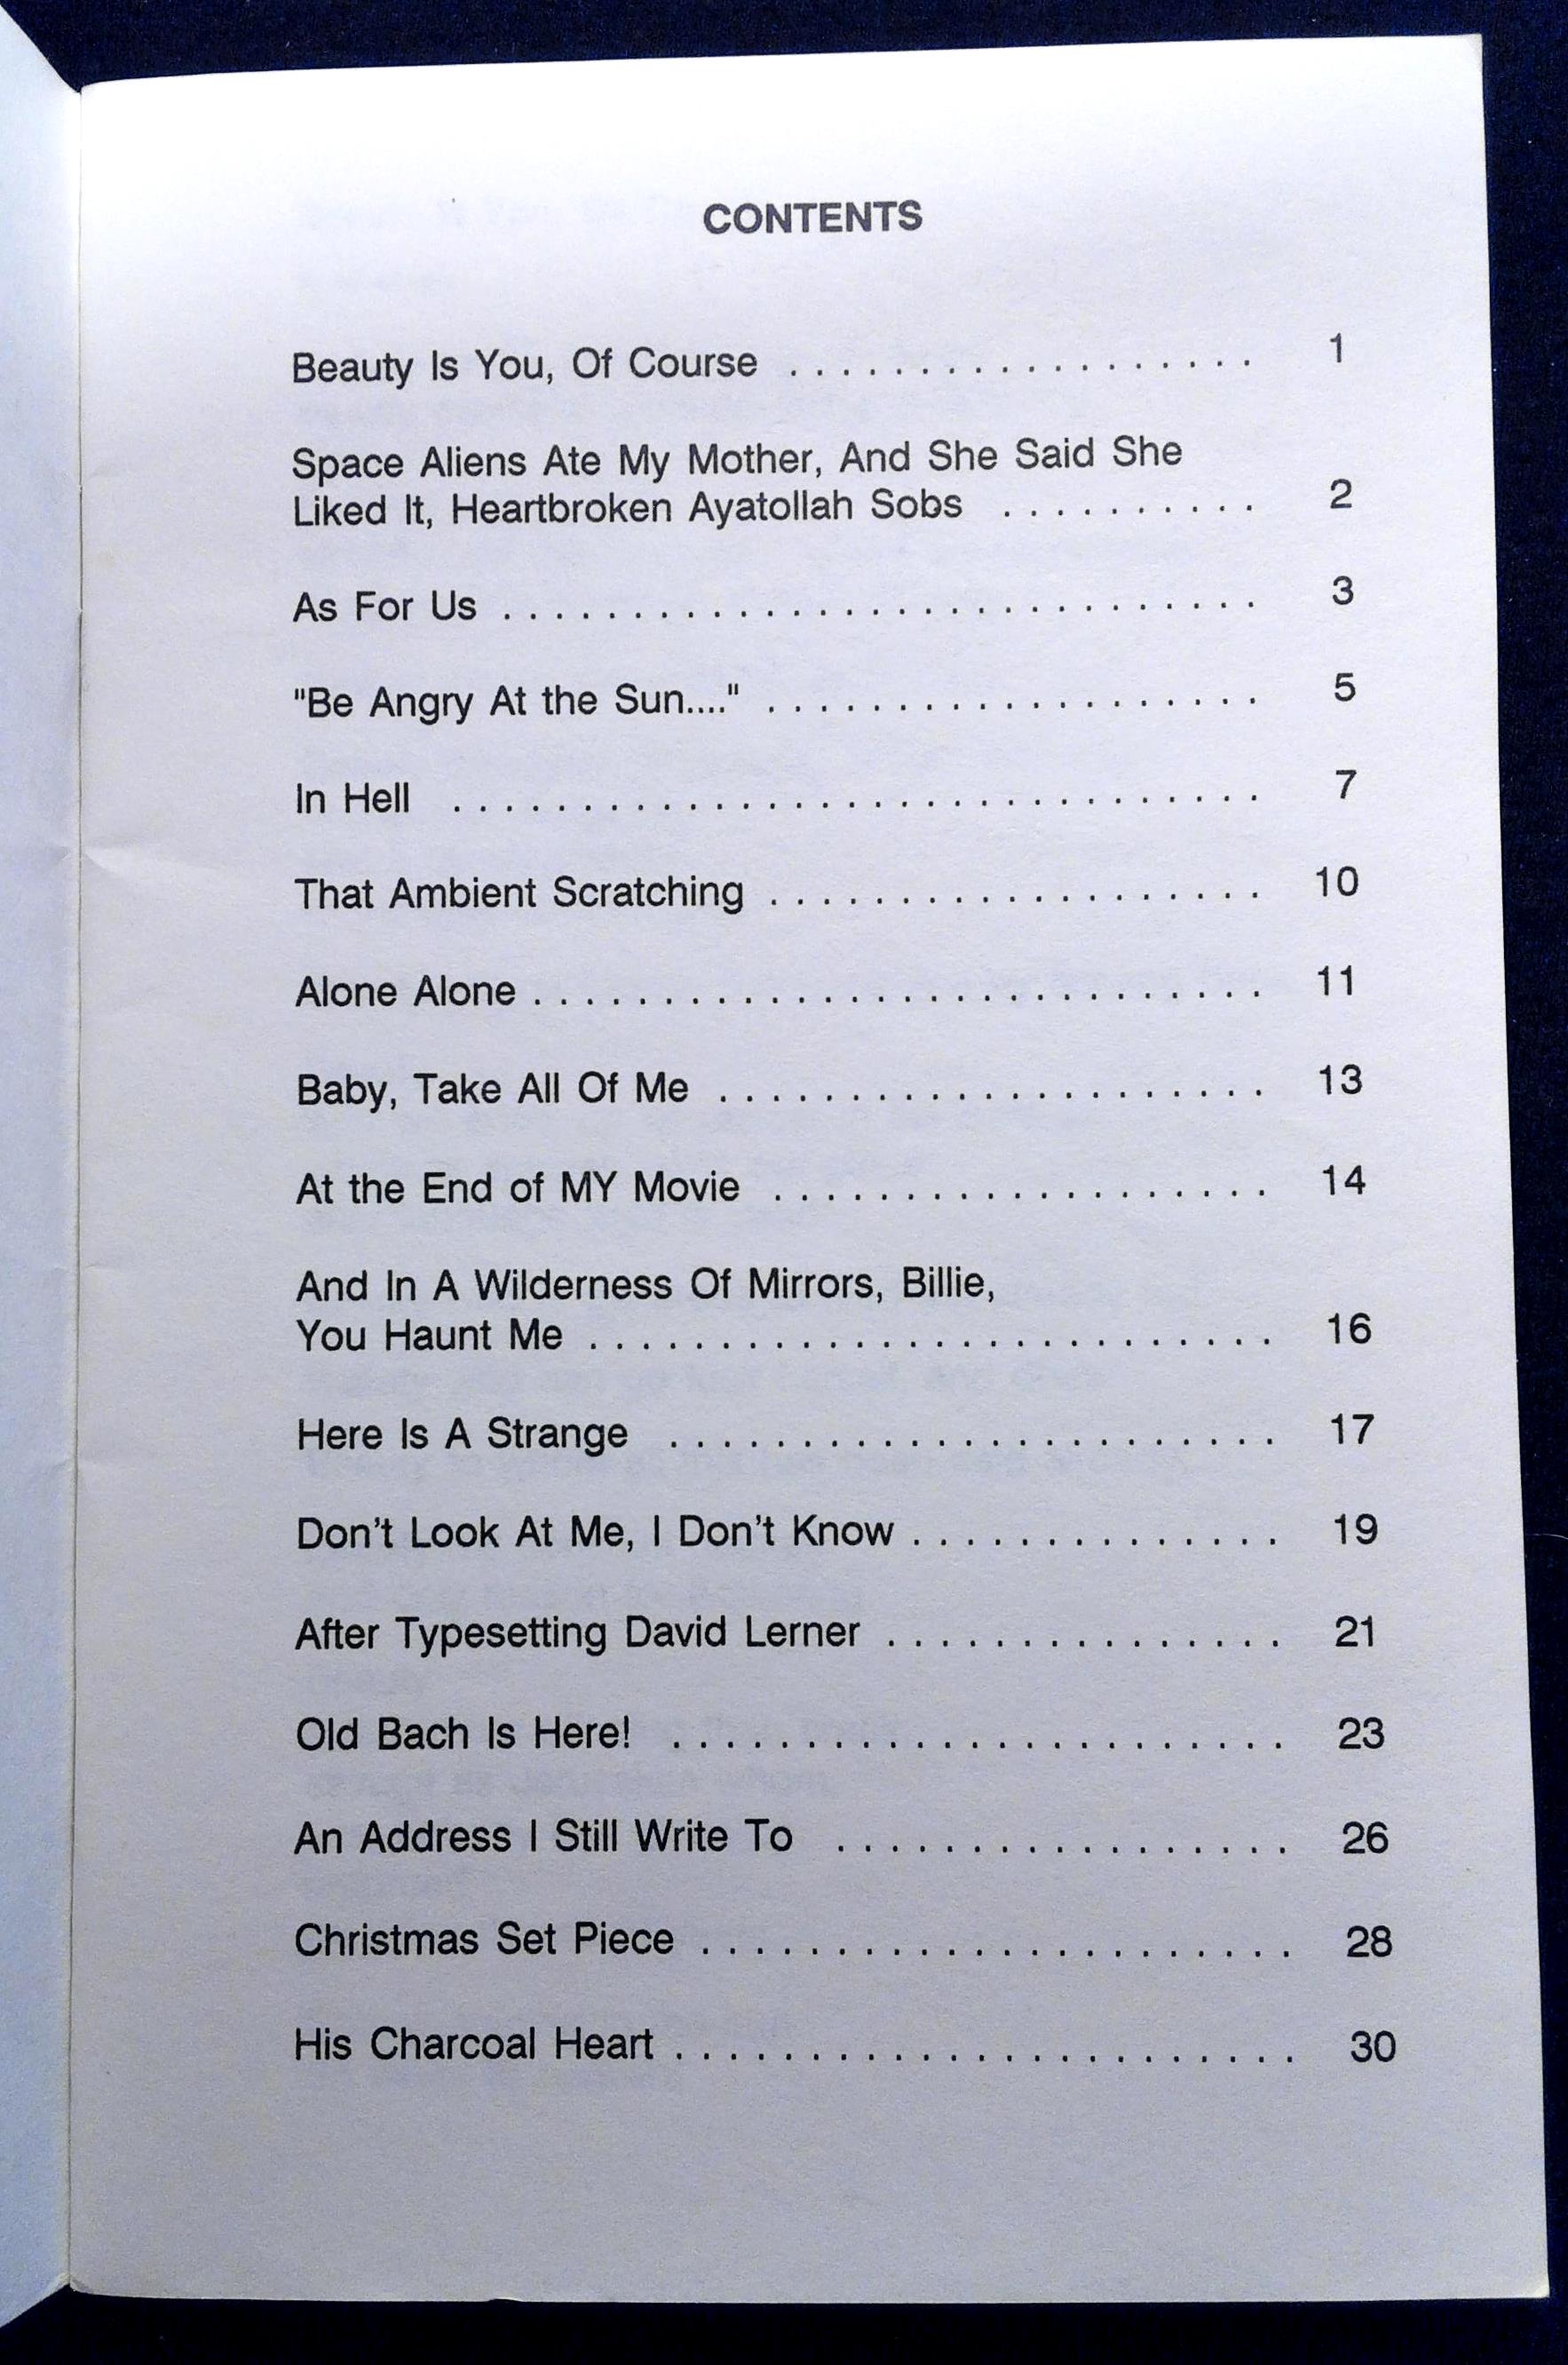 CONTENTS
Beauty Is You, Of Course . . . . . . . . . . . . . . . . . . 1
Space Aliens Ate My Mother, And She Said She
Liked It, Heartbroken Ayatollah Sobs . . . . . . . . . . 2
As For Us . . . . . . . . . . . . . . . . . . . . . . . . . . . . . 3
"Be Angry At the Sun...." . . . . . . . . . . . . . . . . . . . 5
In Hell . . . . . . . . . . . . . . . . . . . . . . . . . . . . . . . 7
That Ambient Scratching . . . . . . . . . . . . . . . . . . . 10
Alone Alone . . . . . . . . . . . . . . . . . . . . . . . . . . . . 11
Baby, Take All Of Me . . . . . . . . . . . . . . . . . . . . . 13
At the End of MY Movie . . . . . . . . . . . . . . . . . . . 14
And In A Wilderness Of Mirrors, Billie,
You Haunt Me . . . . . . . . . . . . . . . . . . . . . . . . . . 16
Here Is A Strange . . . . . . . . . . . . . . . . . . . . . . . 17
Don't Look At Me, I Don't Know . . . . . . . . . . . . . . 19
After Typesetting David Lerner . . . . . . . . . . . . . . . 21
Old Bach Is Here! . . . . . . . . . . . . . . . . . . . . . . . 23
An Address I Still Write To . . . . . . . . . . . . . . . . . 26
Christmas Set Piece . . . . . . . . . . . . . . . . . . . . . . 28
His Charcoal Heart . . . . . . . . . . . . . . . . . . . . . . . 30